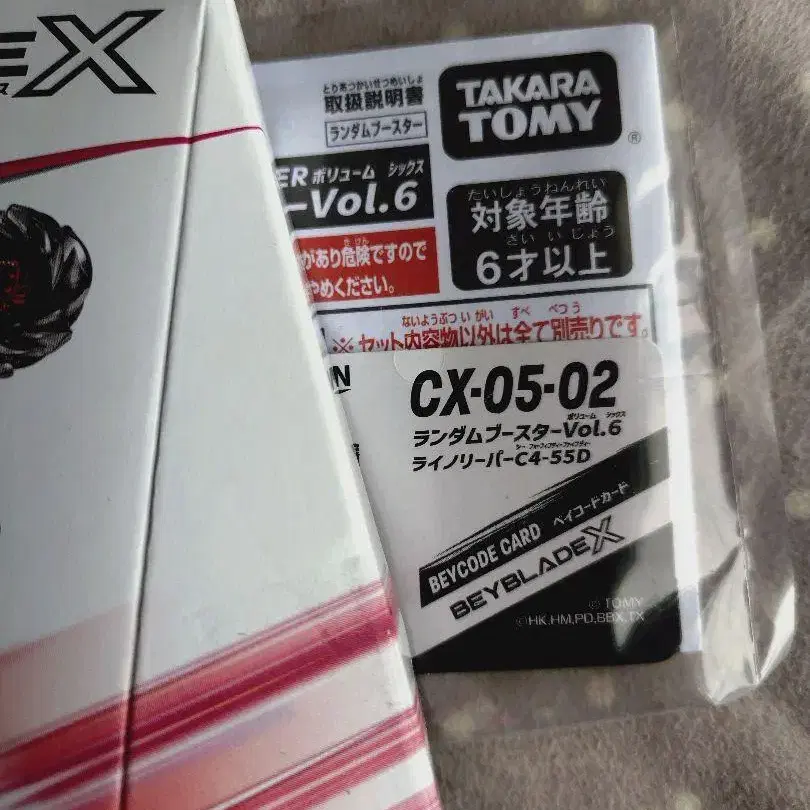 EX
とりあつかいせつめいしょ
取扱説明書
ランダムブースター
TAKARA
TOMY
®
ER ボリューム シックス
ーVol.6
たいしょうねんれい
対象年齢
さい い じょう
6才以上
きけん
があり危険ですので
やめください。
ないようぶつ い がい すべ べつ う
※セット内容物以外は全て別売りです。
N
CX-05-02
ボリューム シックス
ランダムブースターVol.6
シー フォーフィフティーファイブディー
ライノリーパーC4-55D
BEYCODE CARD ベイコードカード
BEYBLADE X
© TOMY
©HK,HM,PD,BBX,TX